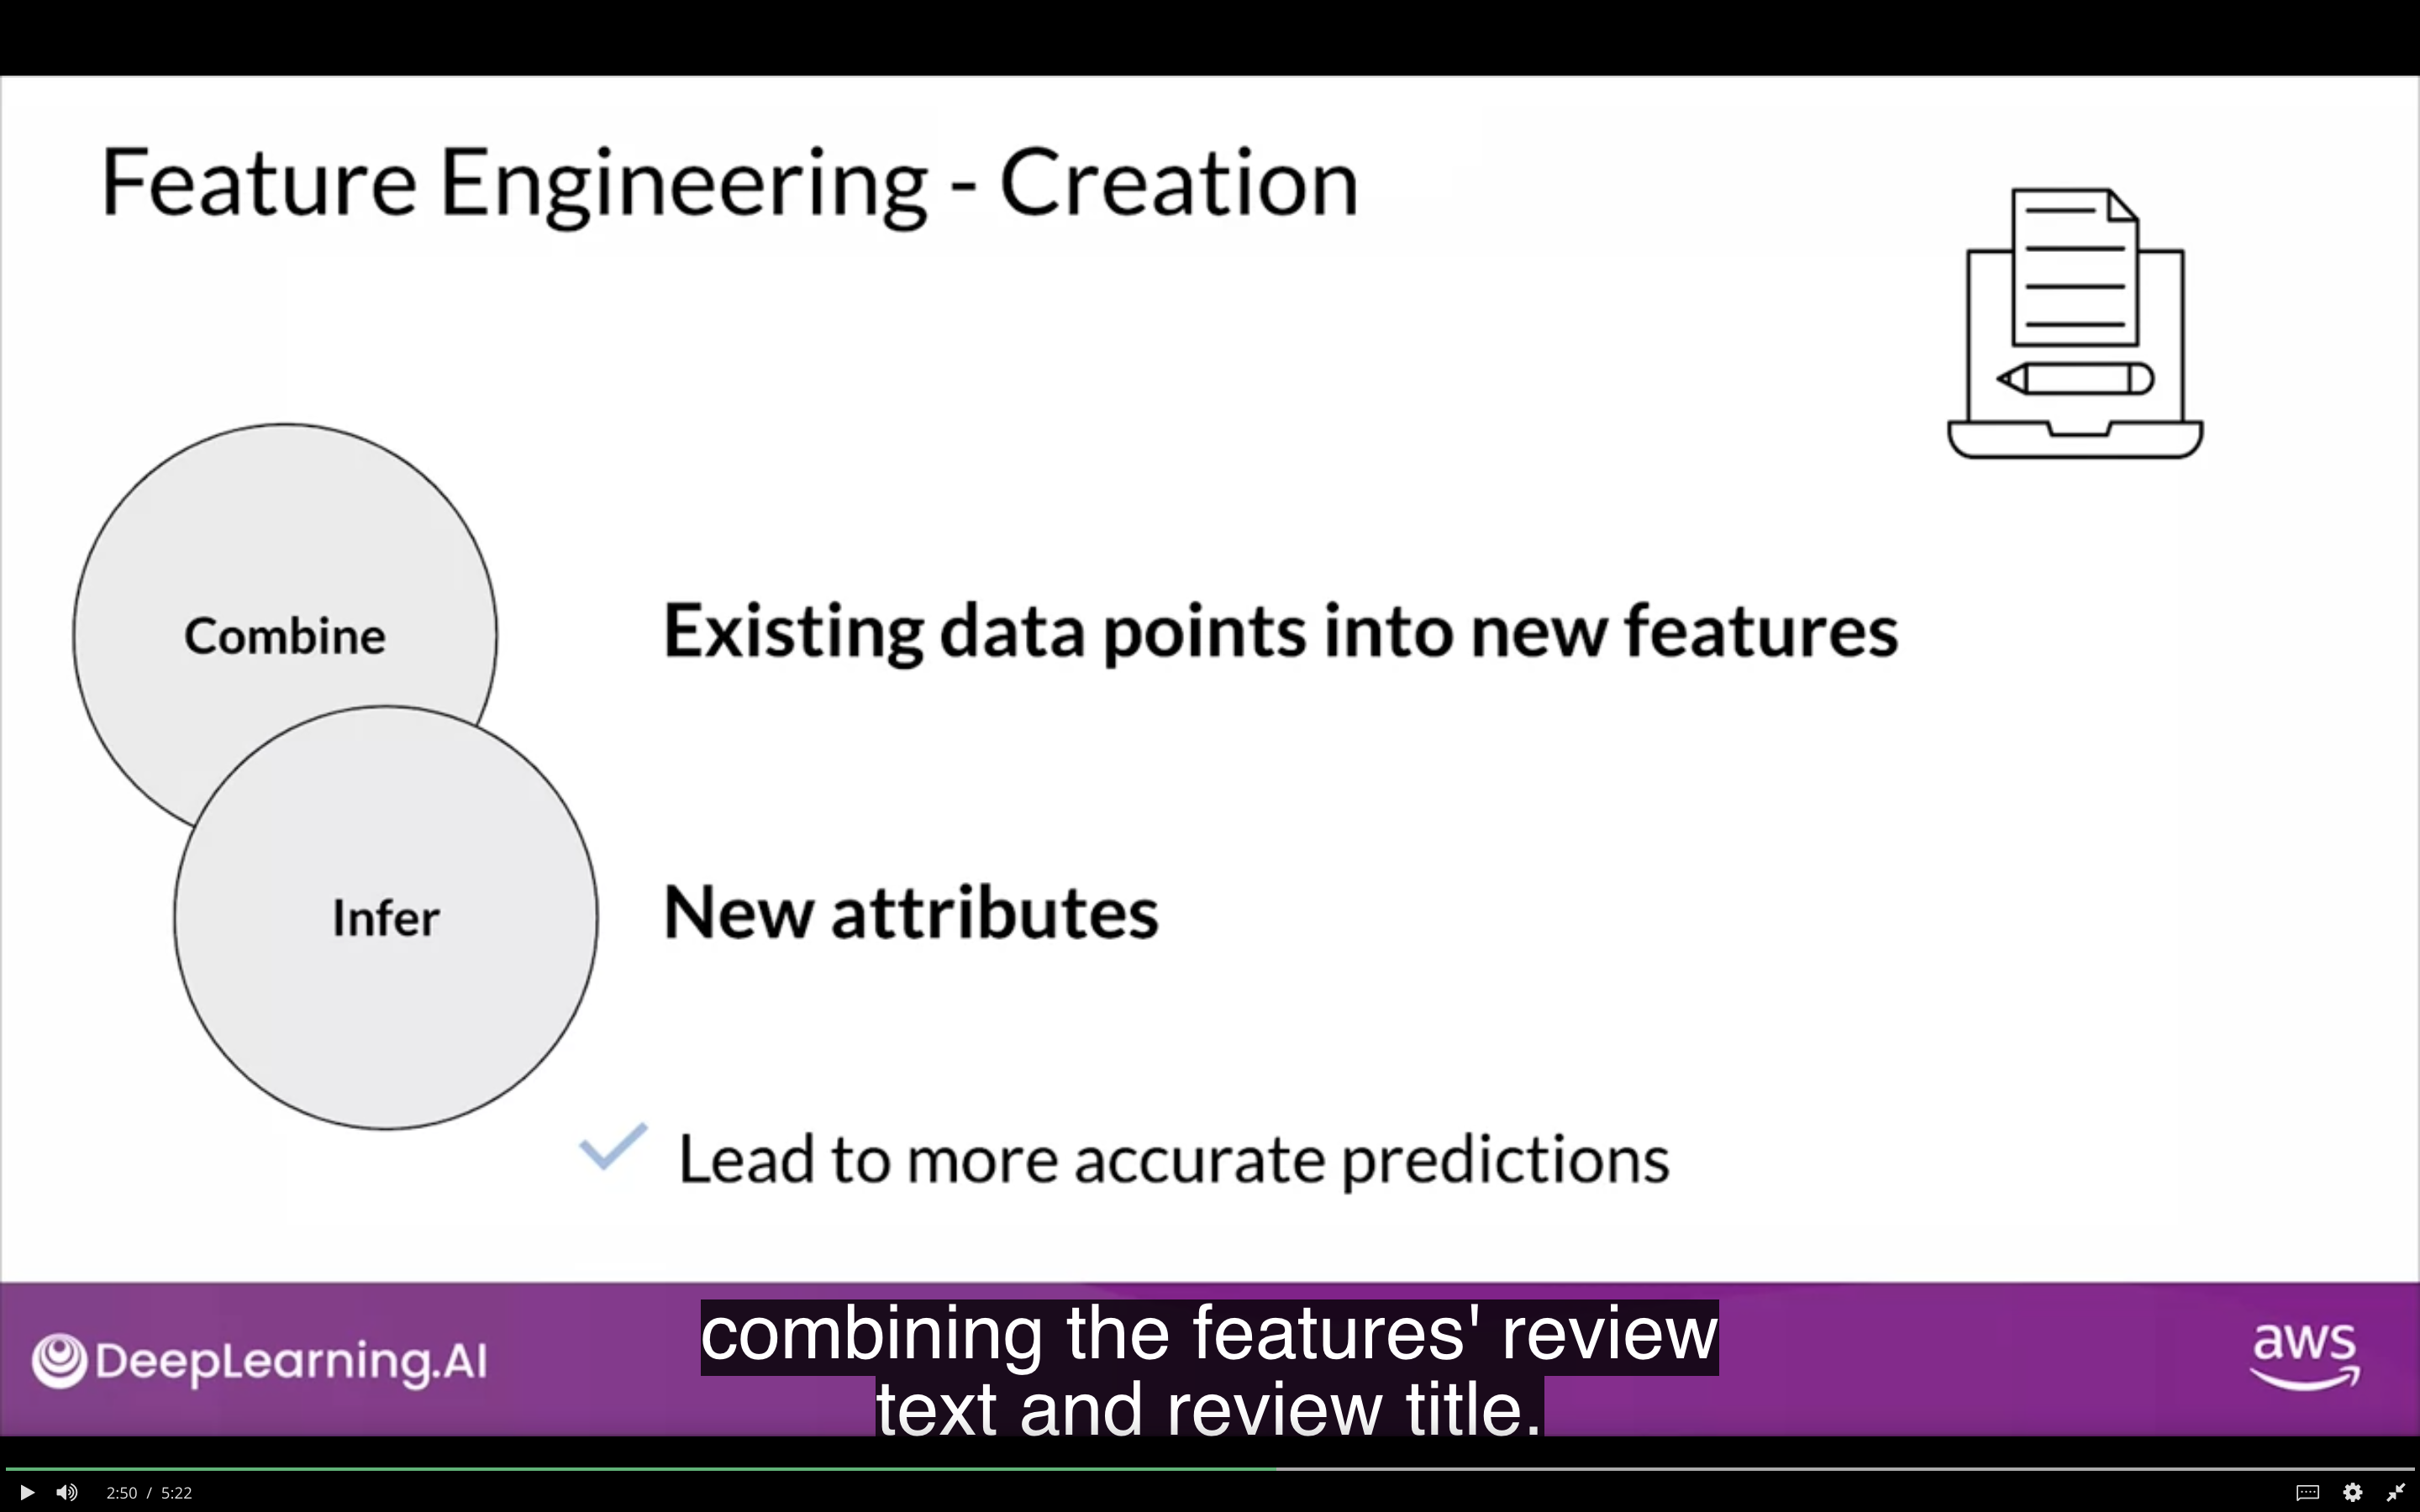 Feature Engineering - Creation
Combine
Existing data points into new features
Infer
New attributes
Lead to more accurate predictions
DeepLearning.AI
combining the features' review
text and review title.
aws
2:50 / 5:22